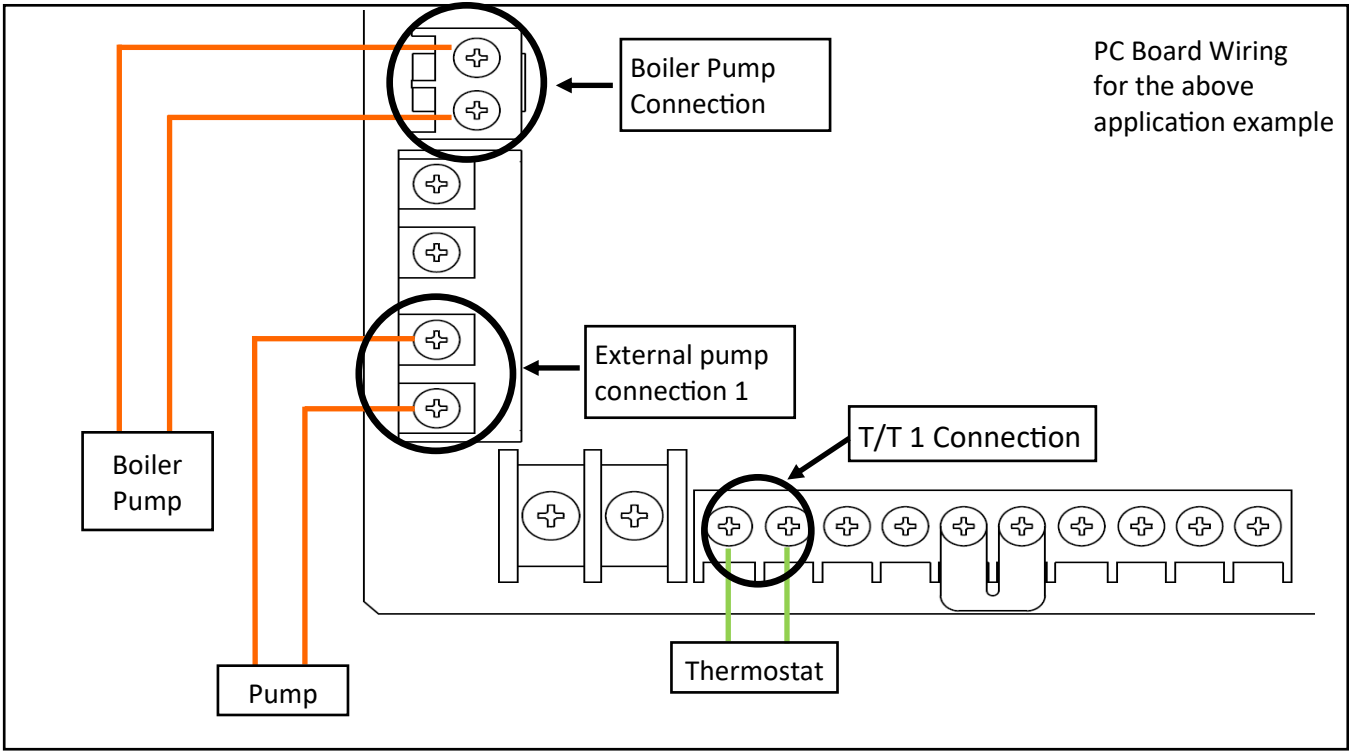 Boiler Pump
Connection
PC Board Wiring
for the above
application example
External pump
connection 1
T/T 1 Connection
Boiler
Pump
Thermostat
Pump